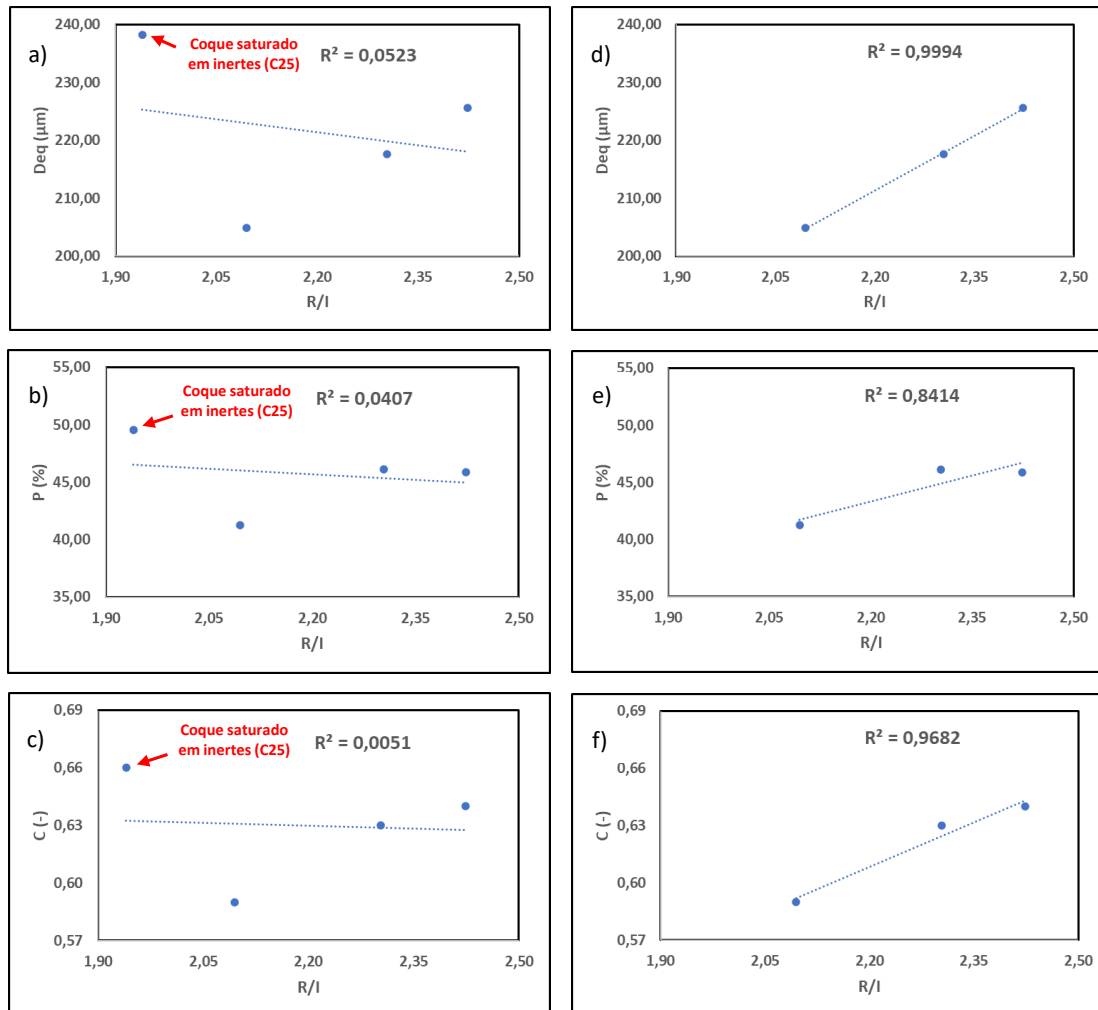 a)
240,00
230,00
220,00
210,00
200,00
Deq (µm)
Coque saturado
em inertes (C25)
R² = 0,0523
1,90 2,05 2,20 2,35 2,50
R/I
d)
240,00
230,00
220,00
210,00
200,00
Deq (µm)
R² = 0,9994
1,90 2,05 2,20 2,35 2,50
R/I
b)
55,00
50,00
45,00
40,00
35,00
P (%)
Coque saturado
em inertes (C25)
R² = 0,0407
1,90 2,05 2,20 2,35 2,50
R/I
e)
55,00
50,00
45,00
40,00
35,00
P (%)
R² = 0,8414
1,90 2,05 2,20 2,35 2,50
R/I
c)
0,69
0,66
0,63
0,60
0,57
C (-)
Coque saturado
em inertes (C25)
R² = 0,0051
1,90 2,05 2,20 2,35 2,50
R/I
f)
0,69
0,66
0,63
0,60
0,57
C (-)
R² = 0,9682
1,90 2,05 2,20 2,35 2,50
R/I